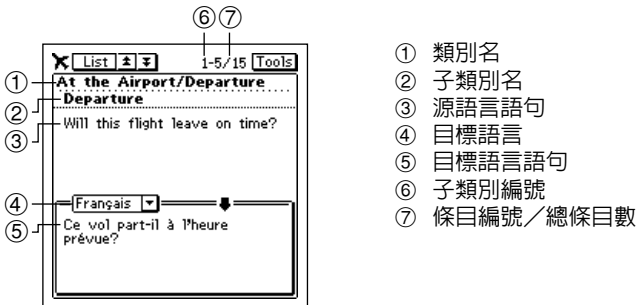 ⑥ ⑦
List 1-5/15 Tools
① At the Airport/Departure
② Departure
③ Will this flight leave on time?
④ Français
⑤ Ce vol part-il à l'heure
prévue?
① 類別名
② 子類別名
③ 源語言語句
④ 目標語言
⑤ 目標語言語句
⑥ 子類別編號
⑦ 條目編號／總條目數